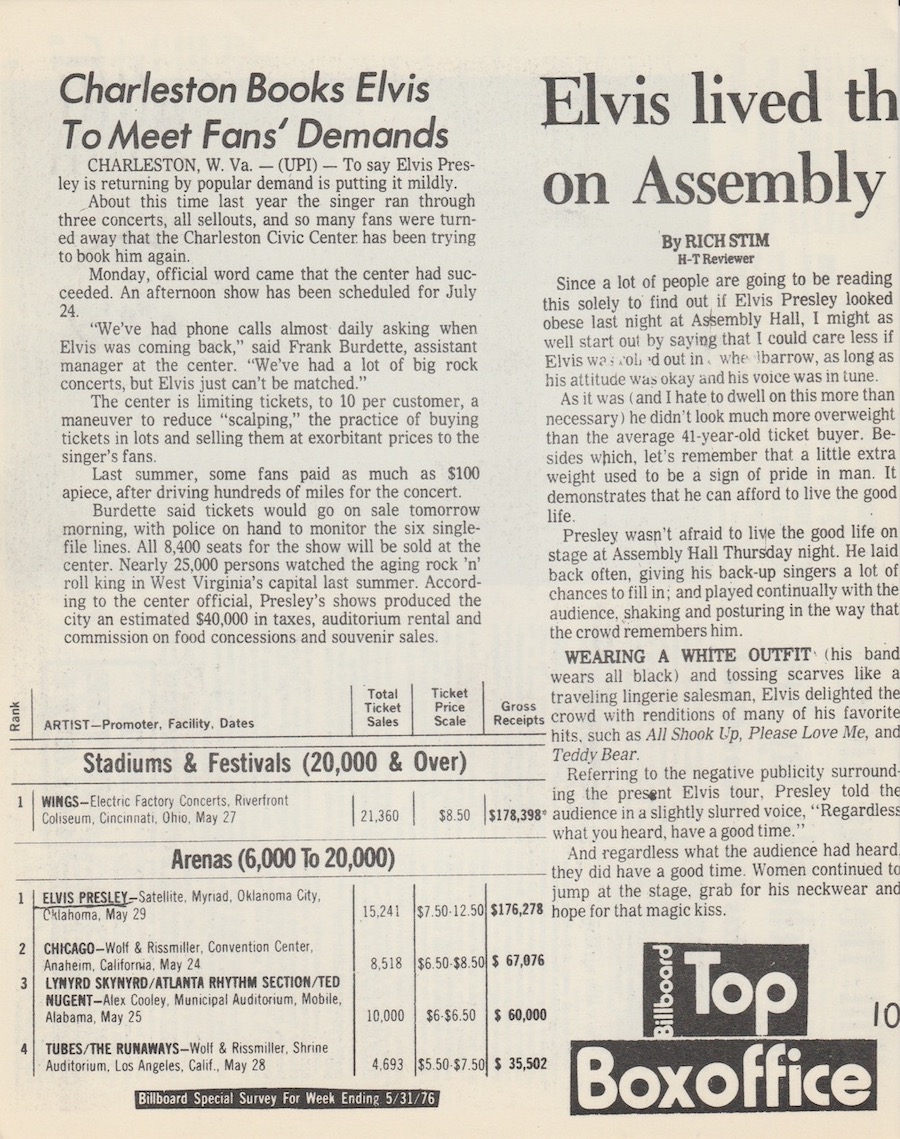 Charleston Books Elvis
To Meet Fans' Demands
CHARLESTON, W. Va. — (UPI) — To say Elvis Pres-
ley is returning by popular demand is putting it mildly.
About this time last year the singer ran through
three concerts, all sellouts, and so many fans were turn-
ed away that the Charleston Civic Center has been trying
to book him again.
Monday, official word came that the center had suc-
ceeded. An afternoon show has been scheduled for July
24.
"We've had phone calls almost daily asking when
Elvis was coming back," said Frank Burdette, assistant
manager at the center. "We've had a lot of big rock
concerts, but Elvis just can't be matched."
The center is limiting tickets, to 10 per customer, a
maneuver to reduce "scalping," the practice of buying
tickets in lots and selling them at exorbitant prices to the
singer's fans.
Last summer, some fans paid as much as $100
apiece, after driving hundreds of miles for the concert.
Burdette said tickets would go on sale tomorrow
morning, with police on hand to monitor the six single-
file lines. All 8,400 seats for the show will be sold at the
center. Nearly 25,000 persons watched the aging rock 'n'
roll king in West Virginia's capital last summer. Accord-
ing to the center official, Presley's shows produced the
city an estimated $40,000 in taxes, auditorium rental and
commission on food concessions and souvenir sales.
Elvis lived th
on Assembly
By RICH STIM
H-T Reviewer
Since a lot of people are going to be reading
this solely to find out if Elvis Presley looked
obese last night at Assembly Hall, I might as
well start out by saying that I could care less if
Elvis was out in, as long as
his attitude was okay and his voice was in tune.
As it was (and I hate to dwell on this more than
necessary) he didn't look much more overweight
than the average 41-year-old ticket buyer. Be-
sides which, let's remember that a little extra
weight used to be a sign of pride in man. It
demonstrates that he can afford to live the good
life.
Presley wasn't afraid to live the good life on
stage at Assembly Hall Thursday night. He laid
back often, giving his back-up singers a lot of
chances to fill in; and played continually with the
audience, shaking and posturing in the way that
the crowd remembers him.
WEARING A WHITE OUTFIT (his band
wears all black) and tossing scarves like a
traveling lingerie salesman, Elvis delighted the
crowd with renditions of many of his favorite
hits, such as All Shook Up, Please Love Me, and
Teddy Bear.
Referring to the negative publicity surround-
ing the present Elvis tour, Presley told the
audience in a slightly slurred voice, "Regardless
what you heard, have a good time."
And regardless what the audience had heard,
they did have a good time. Women continued to
jump at the stage, grab for his neckwear and
hope for that magic kiss.
Rank ARTIST—Promoter, Facility, Dates Total Ticket Sales Ticket Price Scale Gross Receipts
Stadiums & Festivals (20,000 & Over)
1 WINGS—Electric Factory Concerts, Riverfront
Coliseum, Cincinnati, Ohio, May 27 21,360 $8.50 $178,398*
Arenas (6,000 To 20,000)
1 ELVIS PRESLEY—Satellite, Myriad, Oklahoma City,
Oklahoma, May 29 15,241 $7.50-12.50 $176,278
2 CHICAGO—Wolf & Rissmiller, Convention Center,
Anaheim, California, May 24 8,518 $6.50-$8.50 $ 67,076
3 LYNYRD SKYNYRD/ATLANTA RHYTHM SECTION/TED
NUGENT—Alex Cooley, Municipal Auditorium, Mobile,
Alabama, May 25 10,000 $6-$6.50 $ 60,000
4 TUBES/THE RUNAWAYS—Wolf & Rissmiller, Shrine
Auditorium, Los Angeles, Calif., May 28 4,693 $5.50-$7.50 $ 35,502
Billboard Special Survey For Week Ending 5/31/76
Billboard Top
Boxoffice
10